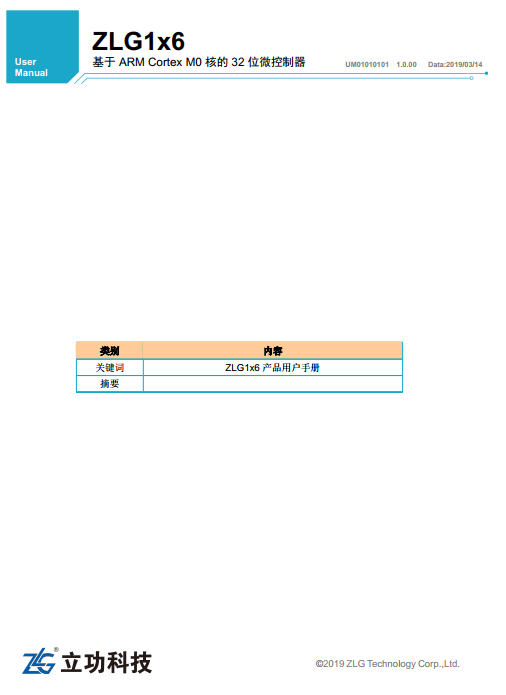 ZLG1x6
User
Manual
基于 ARM Cortex M0 核的 32 位微控制器
UM01010101 1.0.00 Data:2019/03/14
类别 内容
关键词 ZLG1x6 产品用户手册
摘要
ZLG® 立功科技
©2019 ZLG Technology Corp.,Ltd.